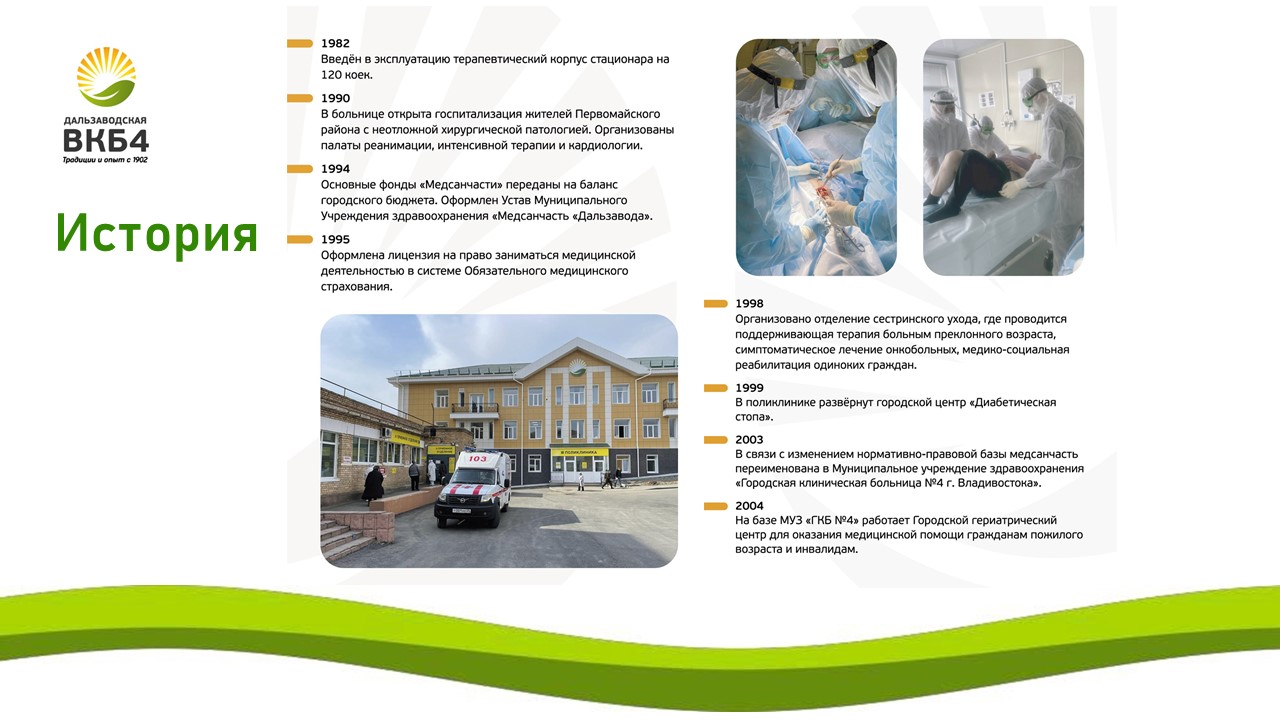 ДАЛЬЗАВОДСКАЯ
ВКБ4
Традиции и опыт с 1902
История
1982
Введён в эксплуатацию терапевтический корпус стационара на
120 коек.
1990
В больнице открыта госпитализация жителей Первомайского
района с неотложной хирургической патологией. Организованы
палаты реанимации, интенсивной терапии и кардиологии.
1994
Основные фонды «Медсанчасти» переданы на баланс
городского бюджета. Оформлен Устав Муниципального
Учреждения здравоохранения «Медсанчасть «Дальзавода».
1995
Оформлена лицензия на право заниматься медицинской
деятельностью в системе Обязательного медицинского
страхования.
103
ПОЛИКЛИНИКА
1998
Организовано отделение сестринского ухода, где проводится
поддерживающая терапия больным преклонного возраста,
симптоматическое лечение онкобольных, медико-социальная
реабилитация одиноких граждан.
1999
В поликлинике развёрнут городской центр «Диабетическая
стопа».
2003
В связи с изменением нормативно-правовой базы медсанчасть
переименована в Муниципальное учреждение здравоохранения
«Городская клиническая больница №4 г. Владивостока».
2004
На базе МУЗ «ГКБ №4» работает Городской гериатрический
центр для оказания медицинской помощи гражданам пожилого
возраста и инвалидам.